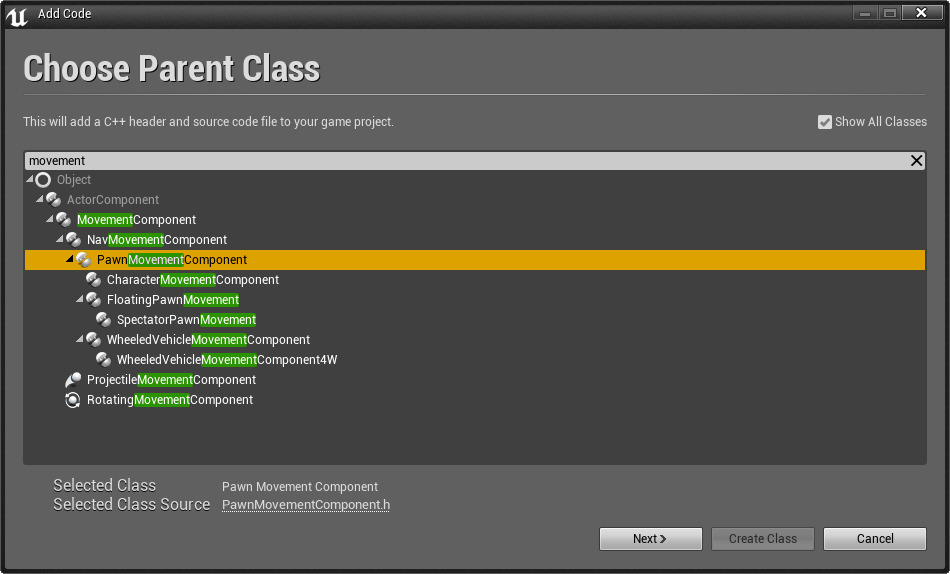 Add Code
Choose Parent Class
This will add a C++ header and source code file to your game project.
Show All Classes
movement
Object
ActorComponent
MovementComponent
NavMovementComponent
PawnMovementComponent
CharacterMovementComponent
FloatingPawnMovement
SpectatorPawnMovement
WheeledVehicleMovementComponent
WheeledVehicleMovementComponent4W
ProjectileMovementComponent
RotatingMovementComponent
Selected Class Pawn Movement Component
Selected Class Source PawnMovementComponent.h
Next Create Class Cancel